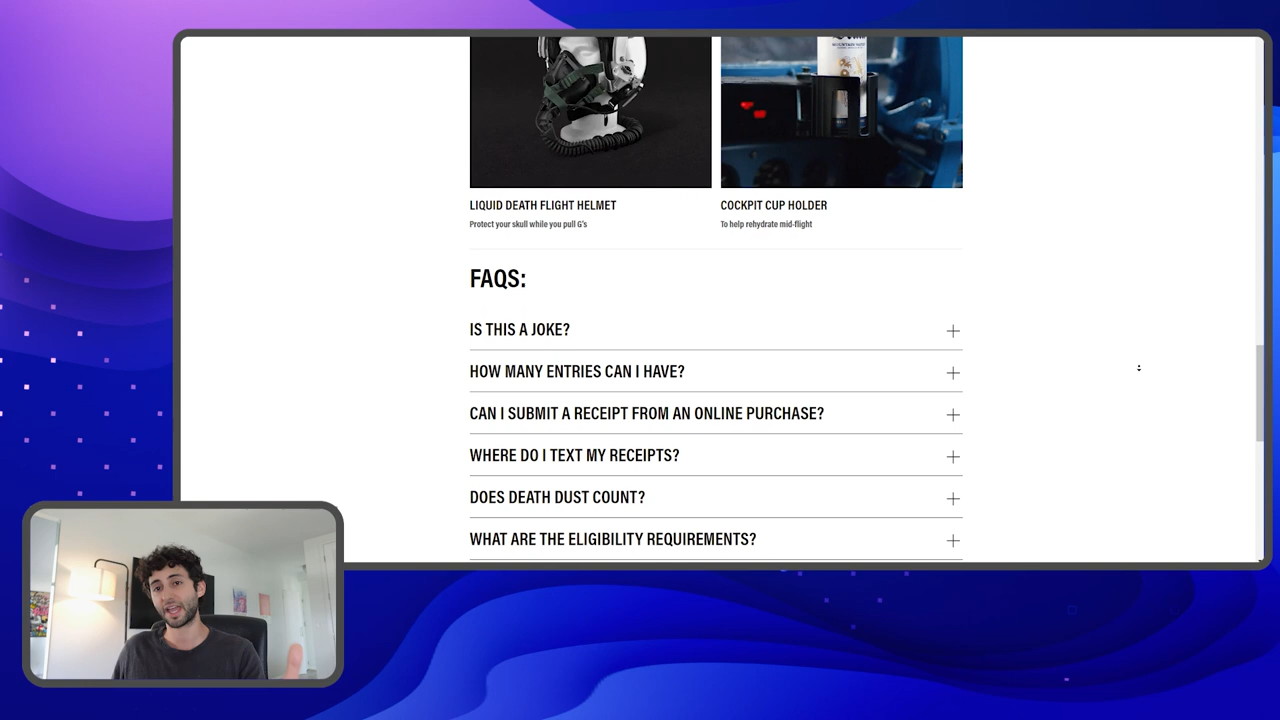 MOUNTAIN WATER
LIQUID DEATH FLIGHT HELMET
Protect your skull while you pull G's
COCKPIT CUP HOLDER
To help rehydrate mid-flight
FAQS:
IS THIS A JOKE?
HOW MANY ENTRIES CAN I HAVE?
CAN I SUBMIT A RECEIPT FROM AN ONLINE PURCHASE?
WHERE DO I TEXT MY RECEIPTS?
DOES DEATH DUST COUNT?
WHAT ARE THE ELIGIBILITY REQUIREMENTS?